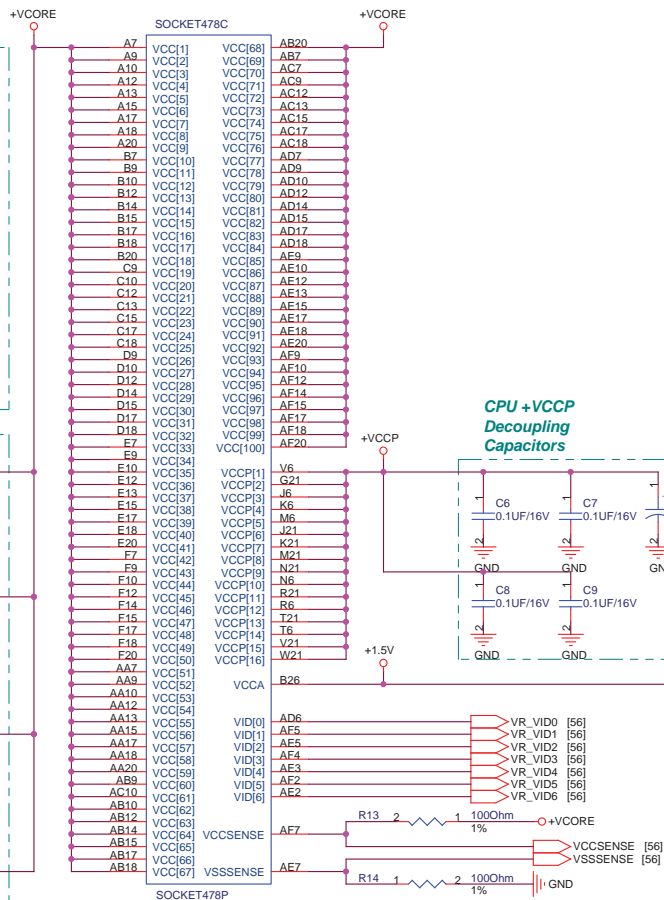 +VCORE
SOCKET478C
+VCORE
A7 VCC[1] VCC[68] AB20
A9 VCC[2] VCC[69] AB7
A10 VCC[3] VCC[70] AC7
A12 VCC[4] VCC[71] AC9
A13 VCC[5] VCC[72] AC12
A15 VCC[6] VCC[73] AC13
A17 VCC[7] VCC[74] AC15
A18 VCC[8] VCC[75] AC17
A20 VCC[9] VCC[76] AC18
B7 VCC[10] VCC[77] AD7
B9 VCC[11] VCC[78] AD9
B10 VCC[12] VCC[79] AD10
B12 VCC[13] VCC[80] AD12
B14 VCC[14] VCC[81] AD14
B15 VCC[15] VCC[82] AD15
B17 VCC[16] VCC[83] AD17
B18 VCC[17] VCC[84] AD18
B20 VCC[18] VCC[85] AE9
C9 VCC[19] VCC[86] AE10
C10 VCC[20] VCC[87] AE12
C12 VCC[21] VCC[88] AE13
C13 VCC[22] VCC[89] AE15
C15 VCC[23] VCC[90] AE17
C17 VCC[24] VCC[91] AE18
C18 VCC[25] VCC[92] AE20
D9 VCC[26] VCC[93] AF9
D10 VCC[27] VCC[94] AF10
D12 VCC[28] VCC[95] AF12
D14 VCC[29] VCC[96] AF14
D15 VCC[30] VCC[97] AF15
D17 VCC[31] VCC[98] AF17
D18 VCC[32] VCC[99] AF18
E7 VCC[33] VCC[100] AF20
E9 VCC[34]
E10 VCC[35] VCCP[1] V6
E12 VCC[36] VCCP[2] G21
E13 VCC[37] VCCP[3] J6
E15 VCC[38] VCCP[4] K6
E17 VCC[39] VCCP[5] M6
E18 VCC[40] VCCP[6] J21
E20 VCC[41] VCCP[7] K21
F7 VCC[42] VCCP[8] M21
F9 VCC[43] VCCP[9] N21
F10 VCC[44] VCCP[10] N6
F12 VCC[45] VCCP[11] R21
F14 VCC[46] VCCP[12] R6
F15 VCC[47] VCCP[13] T21
F17 VCC[48] VCCP[14] T6
F18 VCC[49] VCCP[15] V21
F20 VCC[50] VCCP[16] W21
AA7 VCC[51]
AA9 VCC[52] VCCA B26
AA10 VCC[53]
AA12 VCC[54]
AA13 VCC[55] VID[0] AD6 VR_VID0 [56]
AA15 VCC[56] VID[1] AF5 VR_VID1 [56]
AA17 VCC[57] VID[2] AE5 VR_VID2 [56]
AA18 VCC[58] VID[3] AF4 VR_VID3 [56]
AA20 VCC[59] VID[4] AE3 VR_VID4 [56]
AB9 VCC[60] VID[5] AF2 VR_VID5 [56]
AC10 VCC[61] VID[6] AE2 VR_VID6 [56]
AB10 VCC[62]
AB12 VCC[63]
AB14 VCC[64] VCCSENSE AF7
AB15 VCC[65]
AB17 VCC[66]
AB18 VCC[67] VSSSENSE AE7
SOCKET478P
+VCCP
CPU +VCCP
Decoupling
Capacitors
1 C6 0.1UF/16V 2 GND
1 C7 0.1UF/16V 2 GND
1 2
1 C8 0.1UF/16V 2 GND
1 C9 0.1UF/16V 2 GND
+1.5V
R13 2 1 100Ohm 1% +VCORE
VCCSENSE [56]
VSSSENSE [56]
R14 1 2 100Ohm 1% GND